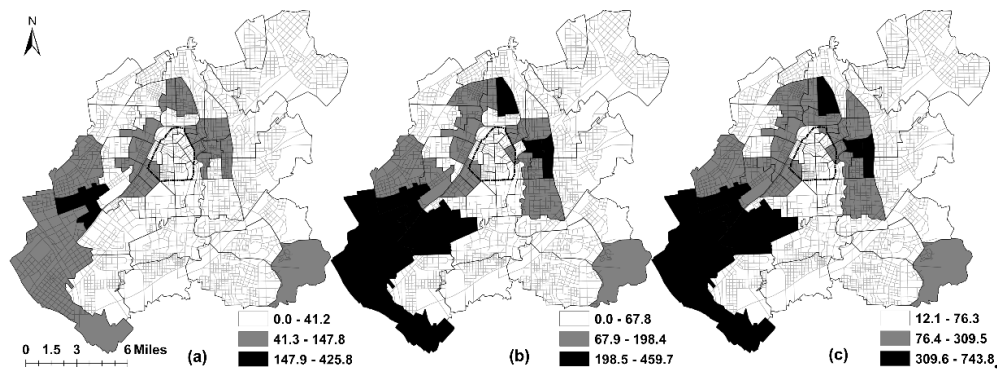 N
0.0 - 41.2
41.3 - 147.8
147.9 - 425.8
0 1.5 3 6 Miles
(a)
0.0 - 67.8
67.9 - 198.4
198.5 - 459.7
(b)
12.1 - 76.3
76.4 - 309.5
309.6 - 743.8
(c)